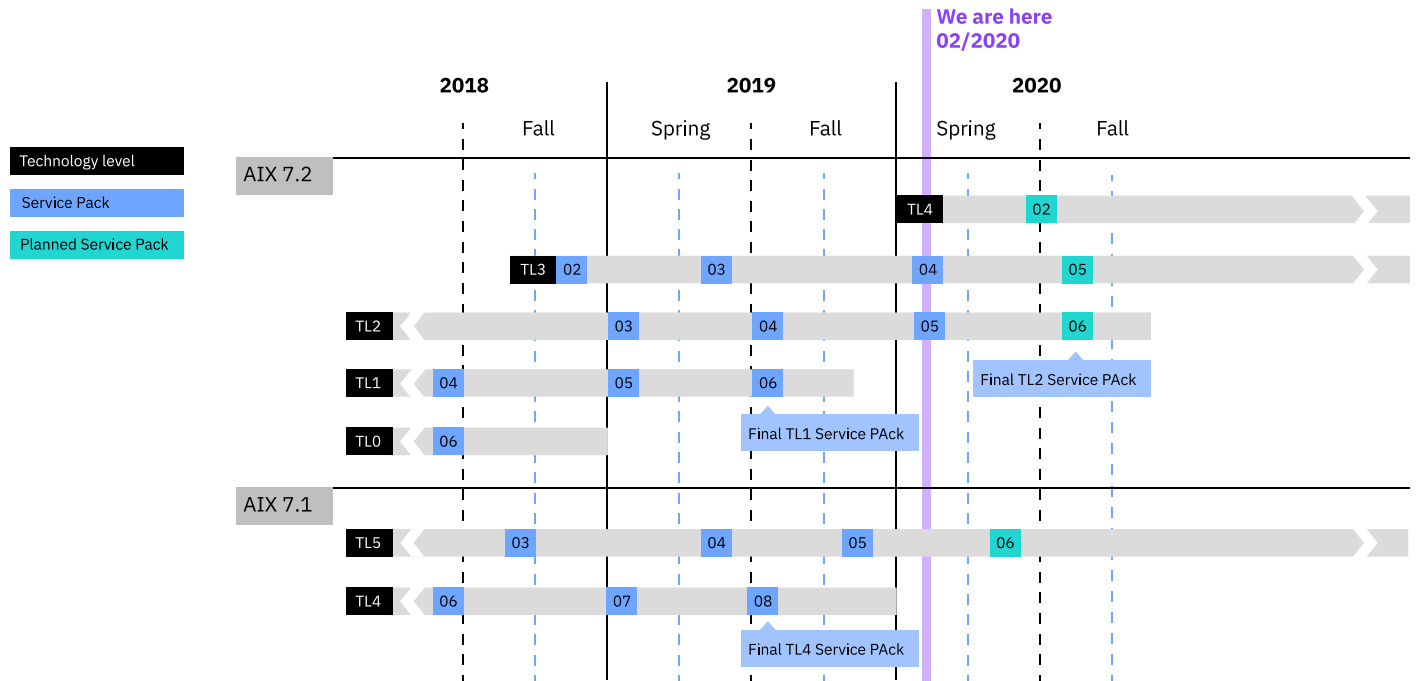 We are here
02/2020
2018
2019
2020
Fall
Spring
Fall
Spring
Fall
Technology level
Service Pack
Planned Service Pack
AIX 7.2
TL4
02
TL3
02
03
04
05
TL2
03
04
05
06
Final TL2 Service PAck
TL1
04
05
06
Final TL1 Service PAck
TL0
06
AIX 7.1
TL5
03
04
05
06
TL4
06
07
08
Final TL4 Service PAck